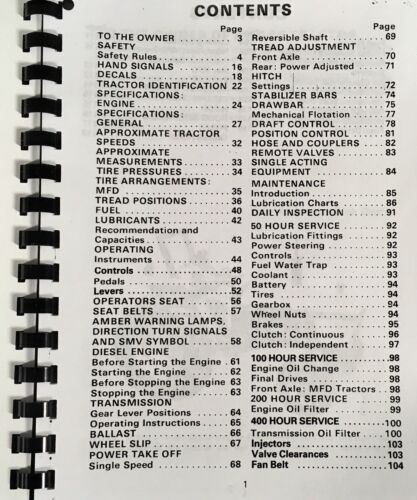 CONTENTS
Page
TO THE OWNER .......... 3
SAFETY
Safety Rules .......... 4
HAND SIGNALS .......... 16
DECALS .......... 18
TRACTOR IDENTIFICATION 22
SPECIFICATIONS:
ENGINE .......... 24
SPECIFICATIONS:
GENERAL .......... 27
APPROXIMATE TRACTOR
SPEEDS .......... 32
APPROXIMATE
MEASUREMENTS .......... 33
TIRE PRESSURES .......... 34
TIRE ARRANGEMENTS:
MFD .......... 35
TREAD POSITIONS .......... 36
FUEL .......... 40
LUBRICANTS .......... 42
Recommendation and
Capacities .......... 43
OPERATING
Instruments .......... 44
Controls .......... 48
Pedals .......... 50
Levers .......... 52
OPERATORS SEAT .......... 56
SEAT BELTS .......... 57
AMBER WARNING LAMPS,
DIRECTION TURN SIGNALS
AND SMV SYMBOL .......... 58
DIESEL ENGINE
Before Starting the Engine . 61
Starting the Engine .......... 62
Before Stopping the Engine 63
Stopping the Engine .......... 63
TRANSMISSION
Gear Lever Positions .......... 64
Operating Instructions .......... 65
BALLAST .......... 66
WHEEL SLIP .......... 67
POWER TAKE OFF
Single Speed .......... 68
Page
Reversible Shaft .......... 69
TREAD ADJUSTMENT
Front Axle .......... 70
Rear: Power Adjusted .......... 71
HITCH
Settings .......... 72
STABILIZER BARS .......... 74
DRAWBAR .......... 75
Mechanical Flotation .......... 77
DRAFT CONTROL .......... 78
POSITION CONTROL .......... 81
HOSE AND COUPLERS .......... 82
REMOTE VALVES .......... 83
SINGLE ACTING
EQUIPMENT .......... 84
MAINTENANCE
Introduction .......... 85
Lubrication Charts .......... 86
DAILY INSPECTION .......... 91
50 HOUR SERVICE .......... 92
Lubrication Fittings .......... 92
Power Steering .......... 92
Controls .......... 93
Fuel Water Trap .......... 93
Coolant .......... 93
Battery .......... 94
Tires .......... 94
Gearbox .......... 94
Wheel Nuts .......... 94
Brakes .......... 95
Clutch: Continuous .......... 96
Clutch: Independent .......... 97
100 HOUR SERVICE .......... 98
Engine Oil Change .......... 98
Final Drives .......... 98
Front Axle: MFD Tractors . 98
200 HOUR SERVICE .......... 99
Engine Oil Filter .......... 99
400 HOUR SERVICE .......... 100
Transmission Oil Filter .... 100
Injectors .......... 103
Valve Clearances .......... 103
Fan Belt .......... 104
1